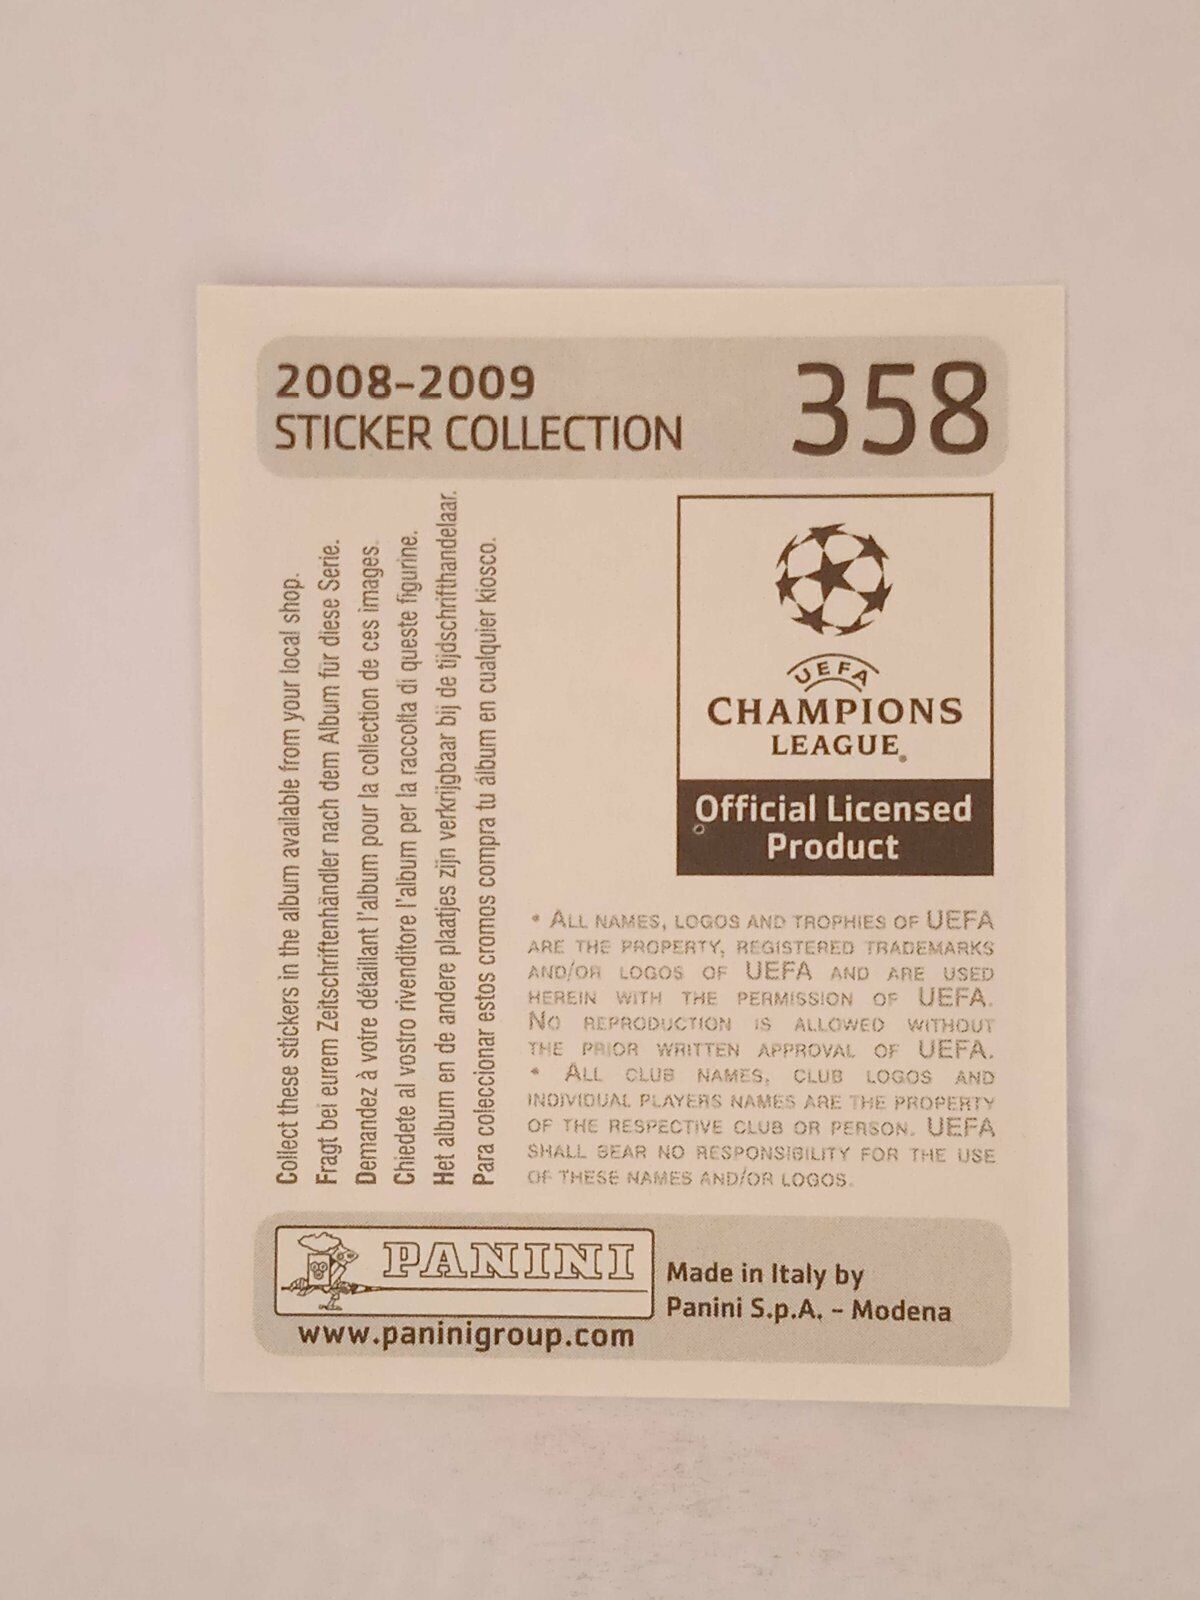 2008-2009
STICKER COLLECTION
358
Collect these stickers in the album available from your local shop.
Fragt bei eurem Zeitschriftenhändler nach dem Album für diese Serie.
Demandez à votre détaillant l'album pour la collection de ces images.
Chiedete al vostro rivenditore l'album per la raccolta di queste figurine.
Het album en de andere plaatjes zijn verkrijgbaar bij de tijdschrifthandelaar.
Para coleccionar estos cromos compra tu álbum en cualquier kiosco.
UEFA
CHAMPIONS
LEAGUE
Official Licensed
Product
• ALL NAMES, LOGOS AND TROPHIES OF UEFA
ARE THE PROPERTY, REGISTERED TRADEMARKS
AND/OR LOGOS OF UEFA AND ARE USED
HEREIN WITH THE PERMISSION OF UEFA.
NO REPRODUCTION IS ALLOWED WITHOUT
THE PRIOR WRITTEN APPROVAL OF UEFA.
• ALL CLUB NAMES, CLUB LOGOS AND
INDIVIDUAL PLAYERS NAMES ARE THE PROPERTY
OF THE RESPECTIVE CLUB OR PERSON. UEFA
SHALL BEAR NO RESPONSIBILITY FOR THE USE
OF THESE NAMES AND/OR LOGOS.
PANINI
www.paninigroup.com
Made in Italy by
Panini S.p.A. - Modena